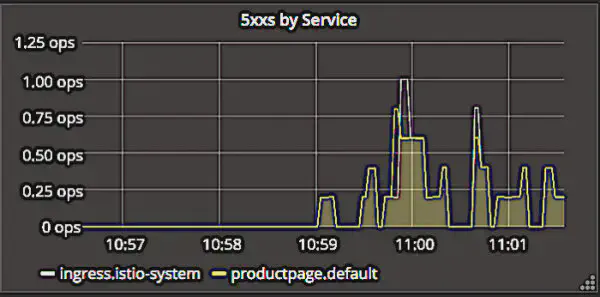 5xxs by Service
1.25 ops
1.00 ops
0.75 ops
0.50 ops
0.25 ops
0 ops
10:57 10:58 10:59 11:00 11:01
ingress.istio-system productpage.default